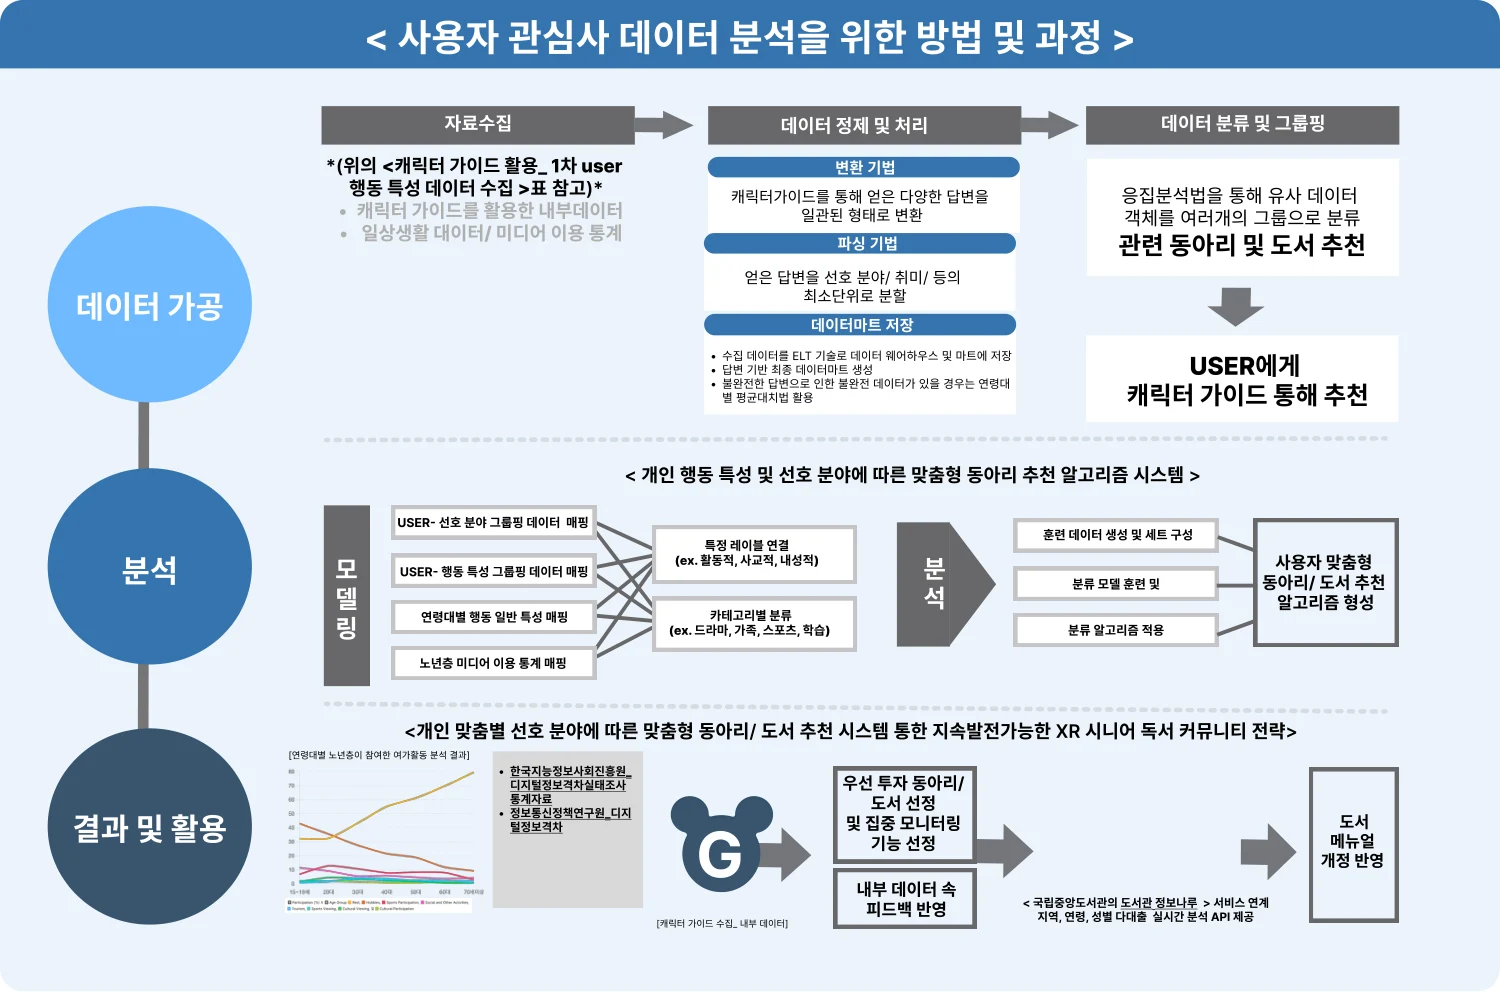 < 사용자 관심사 데이터 분석을 위한 방법 및 과정 >
데이터 가공
자료수집
*(위의 <캐릭터 가이드 활용_ 1차 user
행동 특성 데이터 수집 >표 참고)*
• 캐릭터 가이드를 활용한 내부데이터
• 일상생활 데이터/ 미디어 이용 통계
데이터 정제 및 처리
변환 기법
캐릭터가이드를 통해 얻은 다양한 답변을
일관된 형태로 변환
파싱 기법
얻은 답변을 선호 분야/ 취미/ 등의
최소단위로 분할
데이터마트 저장
• 수집 데이터를 ELT 기술로 데이터 웨어하우스 및 마트에 저장
• 답변 기반 최종 데이터마트 생성
• 불완전한 답변으로 인한 불완전 데이터가 있을 경우는 연령대
별 평균대치법 활용
데이터 분류 및 그룹핑
응집분석법을 통해 유사 데이터
객체를 여러개의 그룹으로 분류
관련 동아리 및 도서 추천
USER에게
캐릭터 가이드 통해 추천
분석
< 개인 행동 특성 및 선호 분야에 따른 맞춤형 동아리 추천 알고리즘 시스템 >
모
델
링
USER- 선호 분야 그룹핑 데이터 매핑
USER- 행동 특성 그룹핑 데이터 매핑
연령대별 행동 일반 특성 매핑
노년층 미디어 이용 통계 매핑
특정 레이블 연결
(ex. 활동적, 사교적, 내성적)
카테고리별 분류
(ex. 드라마, 가족, 스포츠, 학습)
분
석
훈련 데이터 생성 및 세트 구성
분류 모델 훈련 및
분류 알고리즘 적용
사용자 맞춤형
동아리/ 도서 추천
알고리즘 형성
결과 및 활용
<개인 맞춤별 선호 분야에 따른 맞춤형 동아리/ 도서 추천 시스템 통한 지속발전가능한 XR 시니어 독서 커뮤니티 전략>
[연령대별 노년층이 참여한 여가활동 분석 결과]
80
70
60
50
40
30
20
10
0
15~19세 20대 30대 40대 50대 60대 70세이상
• 한국지능정보사회진흥원_
디지털정보격차실태조사
통계자료
• 정보통신정책연구원_디지
털정보격차
G
[캐릭터 가이드 수집_ 내부 데이터]
우선 투자 동아리/
도서 선정
및 집중 모니터링
기능 선정
내부 데이터 속
피드백 반영
< 국립중앙도서관의 도서관 정보나루 > 서비스 연계
지역, 연령, 성별 다대출 실시간 분석 API 제공
도서
메뉴얼
개정 반영